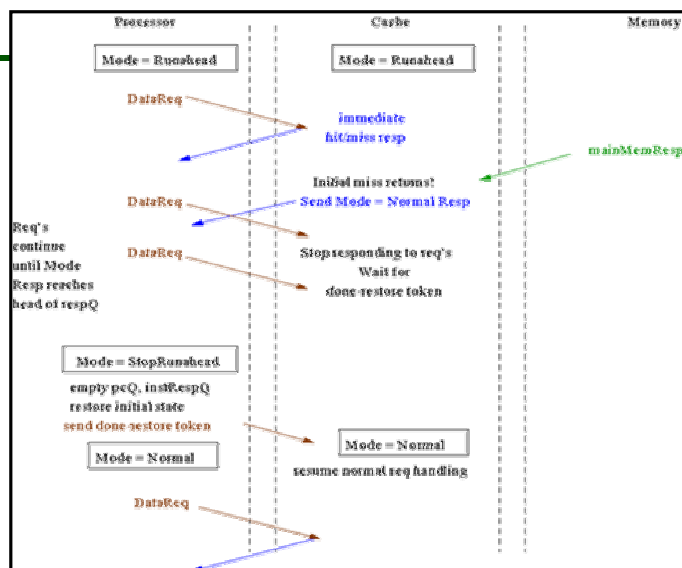 Processor Cache Memory
Mode = Runahead Mode = Runahead
DataReq
immediate
hit/miss resp
mainMemResp
Initial miss returns?
DataReq Send Mode = Normal Resp
Req's
continue
until Mode
Resp reaches
head of respQ
DataReq
Stop responding to req's
Wait for
done-restore token
Mode = StopRunahead
empty pcQ, instRespQ
restore initial state
send done-restore token
Mode = Normal
Mode = Normal
resume normal req handling
DataReq